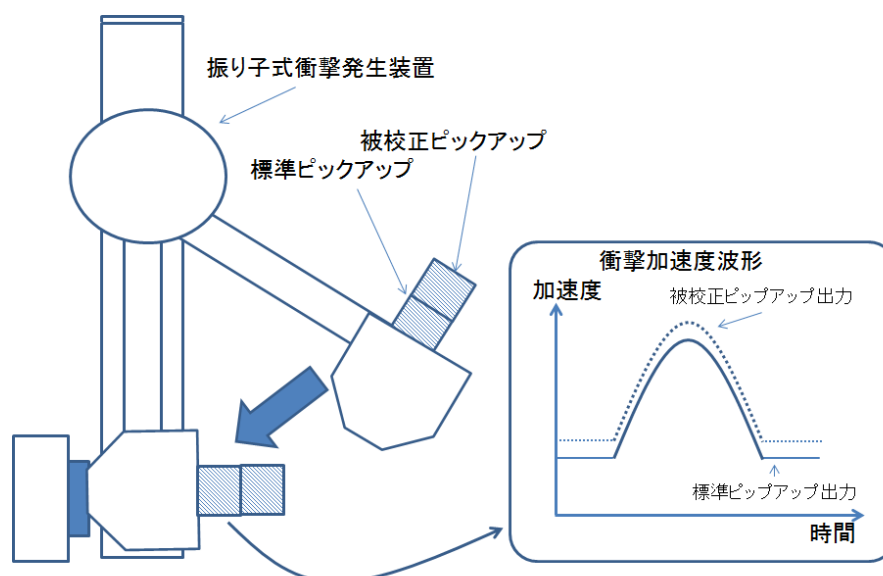 振り子式衝撃発生装置
被校正ピックアップ
標準ピックアップ
衝撃加速度波形
加速度
被校正ピップアップ出力
標準ピップアップ出力
時間